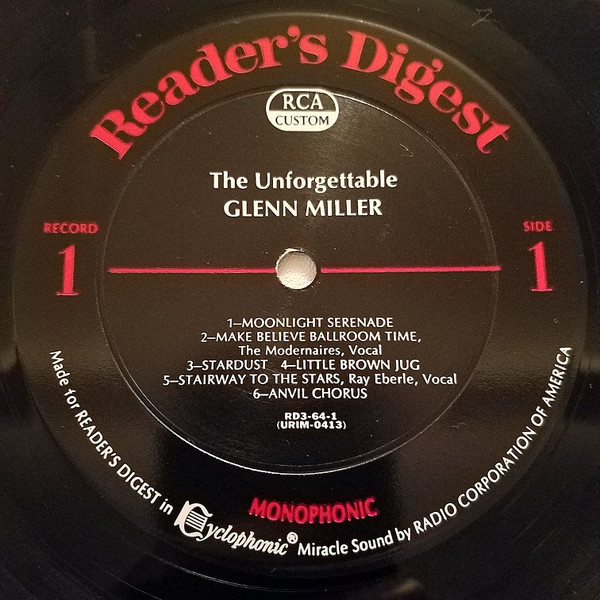 Reader's Digest
RCA
CUSTOM
The Unforgettable
GLENN MILLER
RECORD
1
SIDE
1
1—MOONLIGHT SERENADE
2—MAKE BELIEVE BALLROOM TIME,
The Modernaires, Vocal
3—STARDUST 4—LITTLE BROWN JUG
5—STAIRWAY TO THE STARS, Ray Eberle, Vocal
6—ANVIL CHORUS
RD3-64-1
(URIM-0413)
MONOPHONIC
Made for READER'S DIGEST in Cyclophonic® Miracle Sound by RADIO CORPORATION OF AMERICA